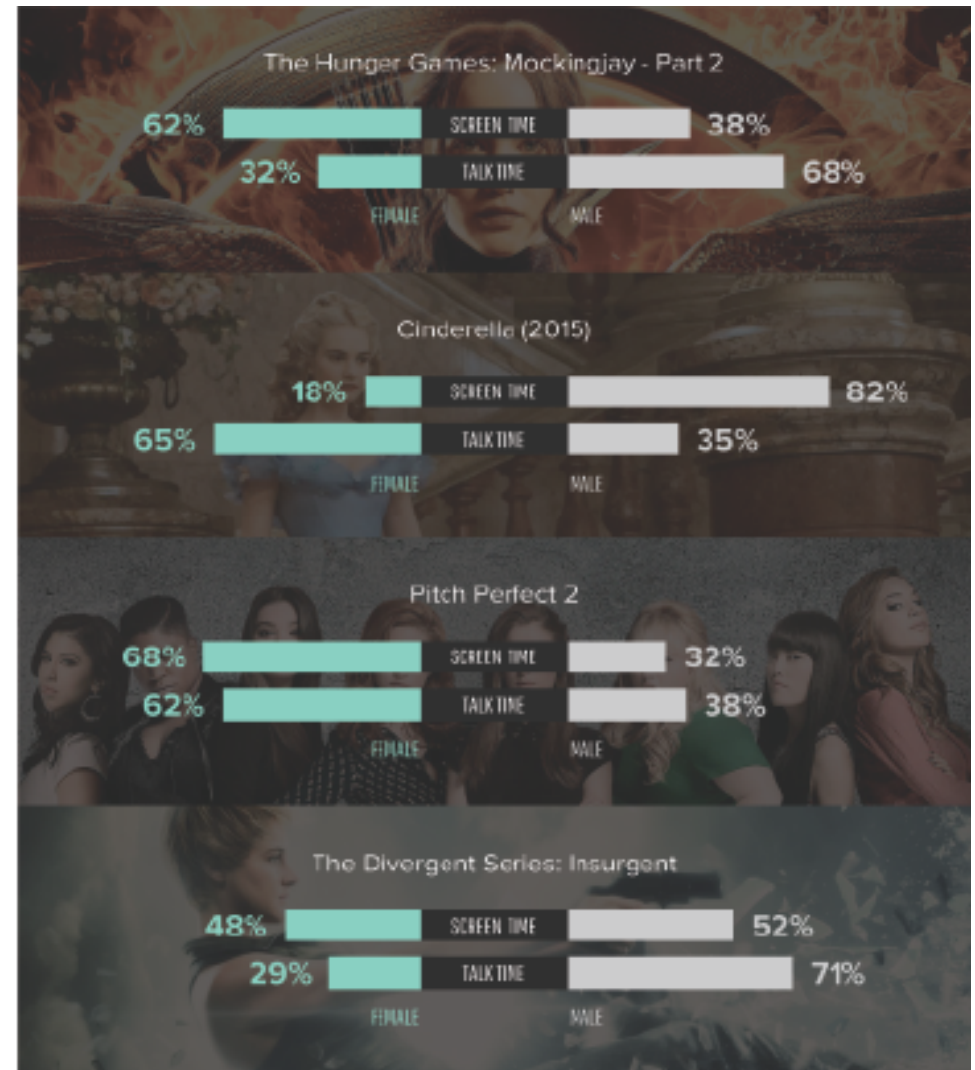 The Hunger Games: Mockingjay - Part 2
62% SCREEN TIME 38%
32% TALK TIME 68%
FEMALE MALE
Cinderella (2015)
18% SCREEN TIME 82%
65% TALK TIME 35%
FEMALE MALE
Pitch Perfect 2
68% SCREEN TIME 32%
62% TALK TIME 38%
FEMALE MALE
The Divergent Series: Insurgent
48% SCREEN TIME 52%
29% TALK TIME 71%
FEMALE MALE